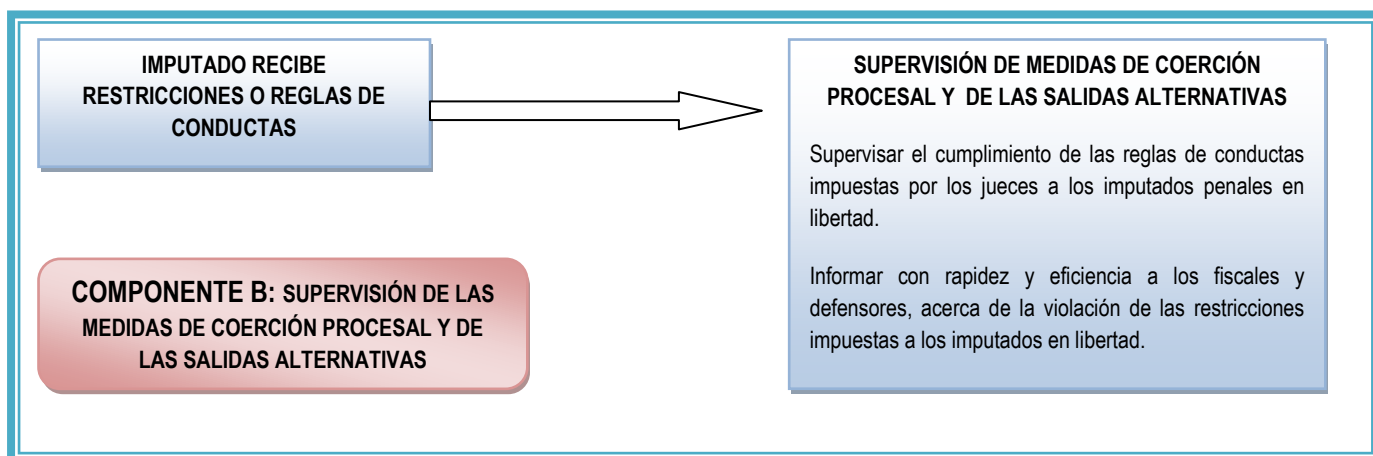 IMPUTADO RECIBE
RESTRICCIONES O REGLAS DE
CONDUCTAS
SUPERVISIÓN DE MEDIDAS DE COERCIÓN
PROCESAL Y DE LAS SALIDAS ALTERNATIVAS
Supervisar el cumplimiento de las reglas de conductas
impuestas por los jueces a los imputados penales en
libertad.
Informar con rapidez y eficiencia a los fiscales y
defensores, acerca de la violación de las restricciones
impuestas a los imputados en libertad.
COMPONENTE B: SUPERVISIÓN DE LAS
MEDIDAS DE COERCIÓN PROCESAL Y DE
LAS SALIDAS ALTERNATIVAS